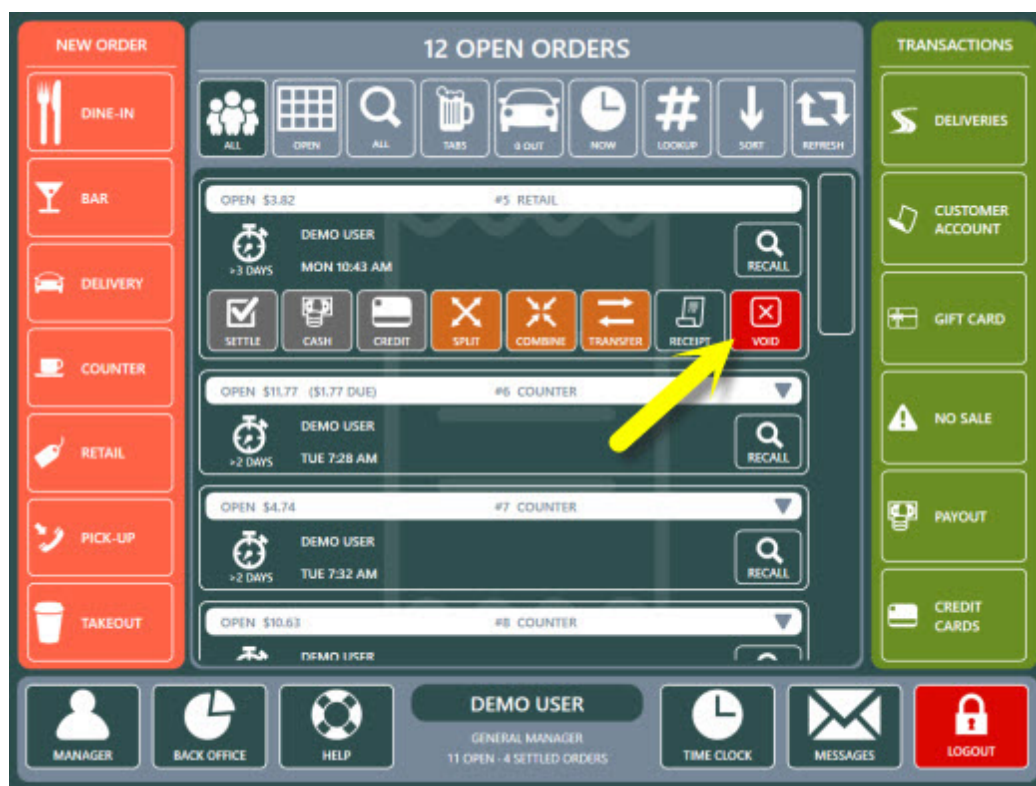 NEW ORDER
DINE-IN
BAR
DELIVERY
COUNTER
RETAIL
PICK-UP
TAKEOUT
12 OPEN ORDERS
ALL
OPEN
ALL
TABS
0 OUT
NOW
LOOKUP
SORT
REFRESH
OPEN $3.82 #5 RETAIL
DEMO USER
>3 DAYS MON 10:43 AM
RECALL
SETTLE
CASH
CREDIT
SPLIT
COMBINE
TRANSFER
RECEIPT
VOID
OPEN $11.77 ($1.77 DUE) #6 COUNTER
DEMO USER
>2 DAYS TUE 7:28 AM
RECALL
OPEN $4.74 #7 COUNTER
DEMO USER
>2 DAYS TUE 7:32 AM
RECALL
OPEN $10.63 #8 COUNTER
DEMO USER
TRANSACTIONS
DELIVERIES
CUSTOMER
ACCOUNT
GIFT CARD
NO SALE
PAYOUT
CREDIT
CARDS
MANAGER
BACK OFFICE
HELP
DEMO USER
GENERAL MANAGER
11 OPEN - 4 SETTLED ORDERS
TIME CLOCK
MESSAGES
LOGOUT